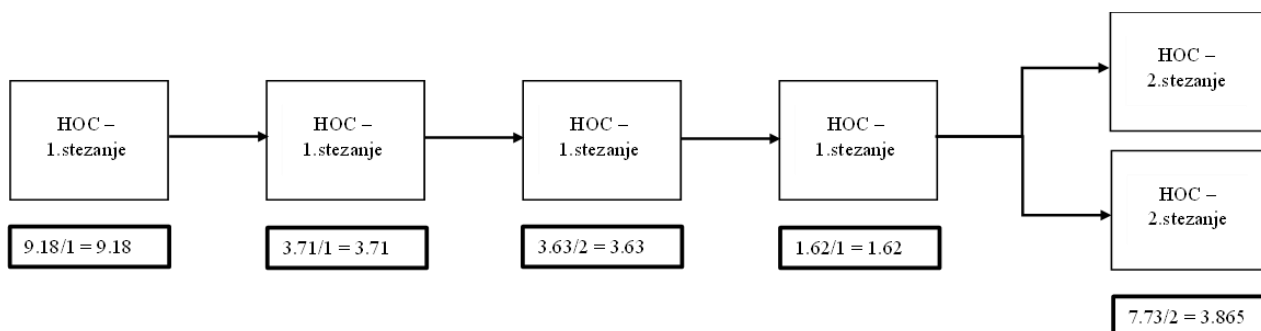 HOC –
2.stezanje
HOC –
1.stezanje
HOC –
1.stezanje
HOC –
1.stezanje
HOC –
1.stezanje
HOC –
2.stezanje
9.18/1 = 9.18
3.71/1 = 3.71
3.63/2 = 3.63
1.62/1 = 1.62
7.73/2 = 3.865